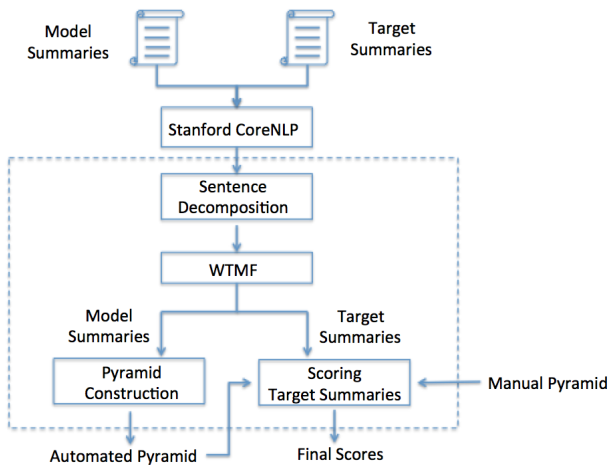 Model
Summaries
Target
Summaries
Stanford CoreNLP
Sentence
Decomposition
WTMF
Model
Summaries
Target
Summaries
Pyramid
Construction
Scoring
Target Summaries
Manual Pyramid
Automated Pyramid
Final Scores